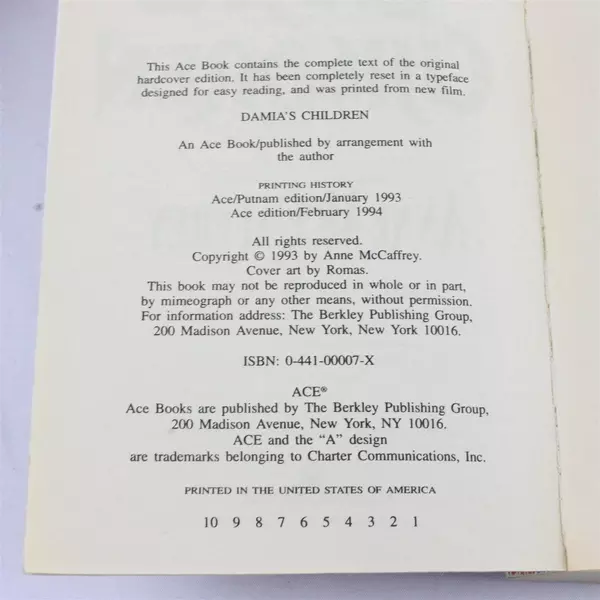 This Ace Book contains the complete text of the original
hardcover edition. It has been completely reset in a typeface
designed for easy reading, and was printed from new film.
DAMIA'S CHILDREN
An Ace Book/published by arrangement with
the author
PRINTING HISTORY
Ace/Putnam edition/January 1993
Ace edition/February 1994
All rights reserved.
Copyright © 1993 by Anne McCaffrey.
Cover art by Romas.
This book may not be reproduced in whole or in part,
by mimeograph or any other means, without permission.
For information address: The Berkley Publishing Group,
200 Madison Avenue, New York, New York 10016.
ISBN: 0-441-00007-X
ACE®
Ace Books are published by The Berkley Publishing Group,
200 Madison Avenue, New York, NY 10016.
ACE and the "A" design
are trademarks belonging to Charter Communications, Inc.
PRINTED IN THE UNITED STATES OF AMERICA
10 9 8 7 6 5 4 3 2 1